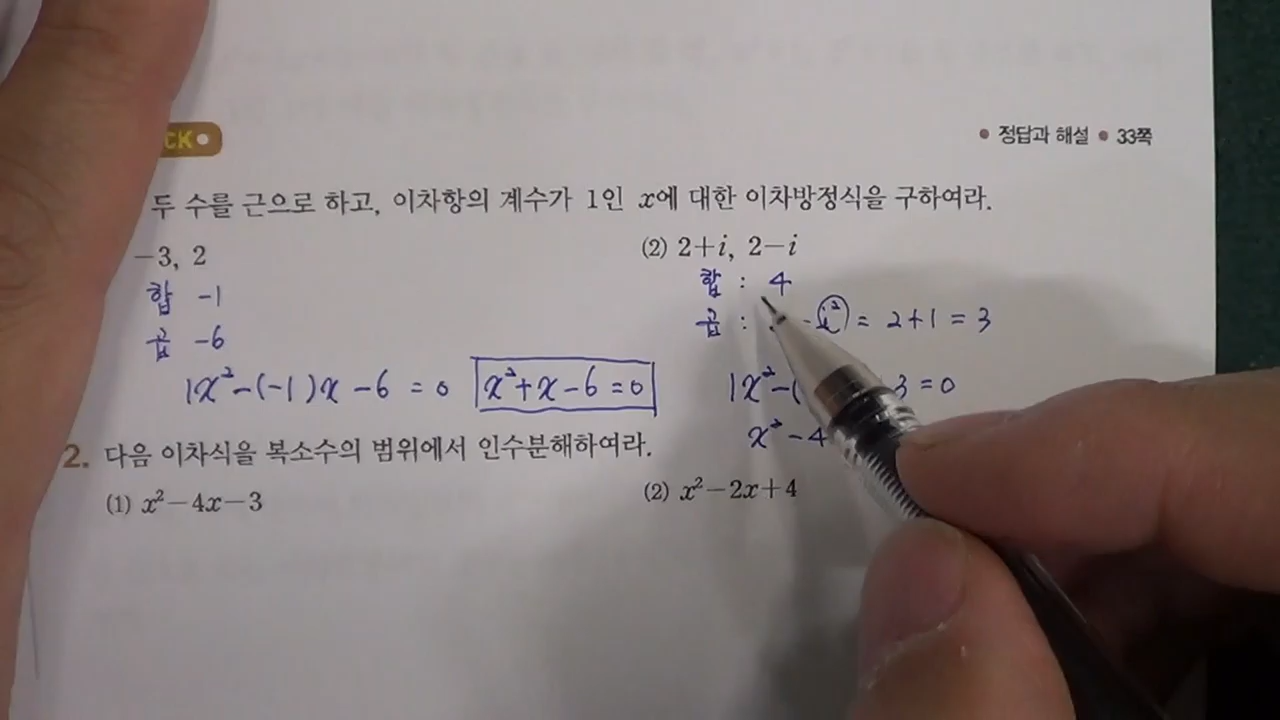 CK
• 정답과 해설 • 33쪽
두 수를 근으로 하고, 이차항의 계수가 1인 x에 대한 이차방정식을 구하여라.
-3, 2
합 -1
곱 -6
1x²-(-1)x-6=0 x²+x-6=0
(2) 2+i, 2-i
합 : 4
곱 : -i² = 2+1 = 3
1x²-( 3=0
x²-4
2. 다음 이차식을 복소수의 범위에서 인수분해하여라.
(1) x²-4x-3
(2) x²-2x+4